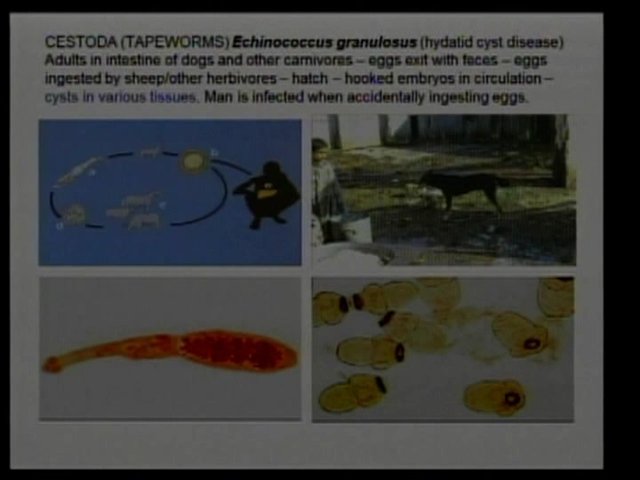 CESTODA (TAPEWORMS) Echinococcus granulosus (hydatid cyst disease)
Adults in intestine of dogs and other carnivores – eggs exit with feces – eggs
ingested by sheep/other herbivores – hatch – hooked embryos in circulation –
cysts in various tissues. Man is infected when accidentally ingesting eggs.